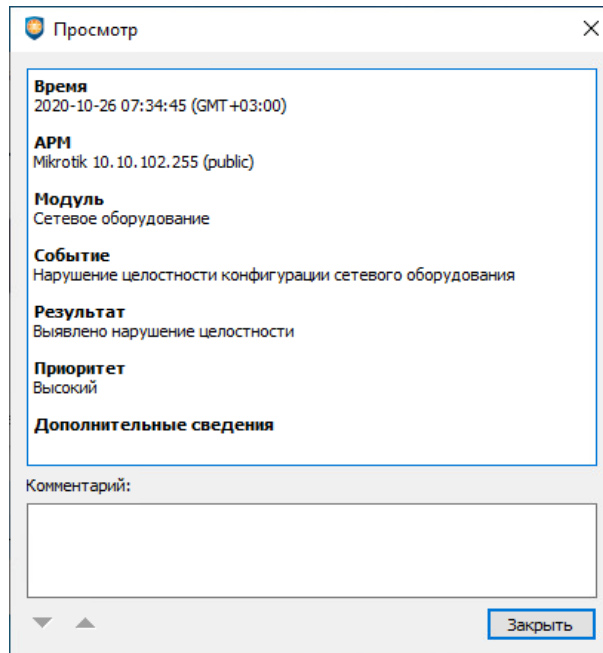 Просмотр
Время
2020-10-26 07:34:45 (GMT+03:00)
АРМ
Mikrotik 10.10.102.255 (public)
Модуль
Сетевое оборудование
Событие
Нарушение целостности конфигурации сетевого оборудования
Результат
Выявлено нарушение целостности
Приоритет
Высокий
Дополнительные сведения
Комментарий:
Закрыть